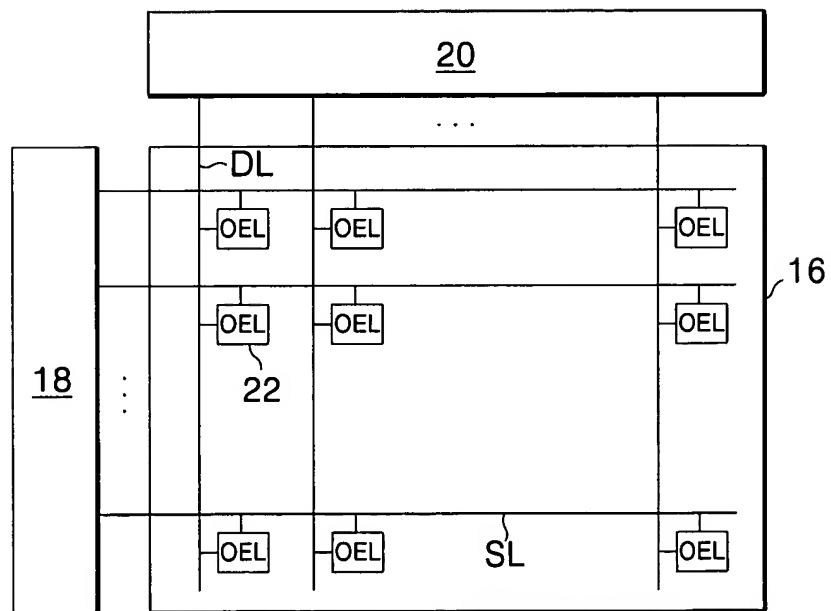 20
. . .
DL
OEL OEL OEL
16
OEL OEL OEL
22
18
. . .
OEL OEL OEL
SL